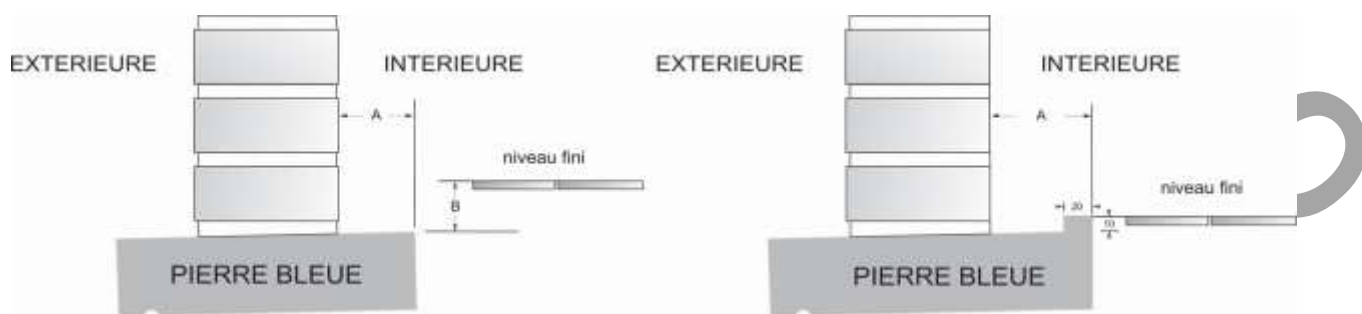 EXTERIEURE INTERIEURE
A
niveau fini
B
PIERRE BLEUE
EXTERIEURE INTERIEURE
A
niveau fini
20
PIERRE BLEUE